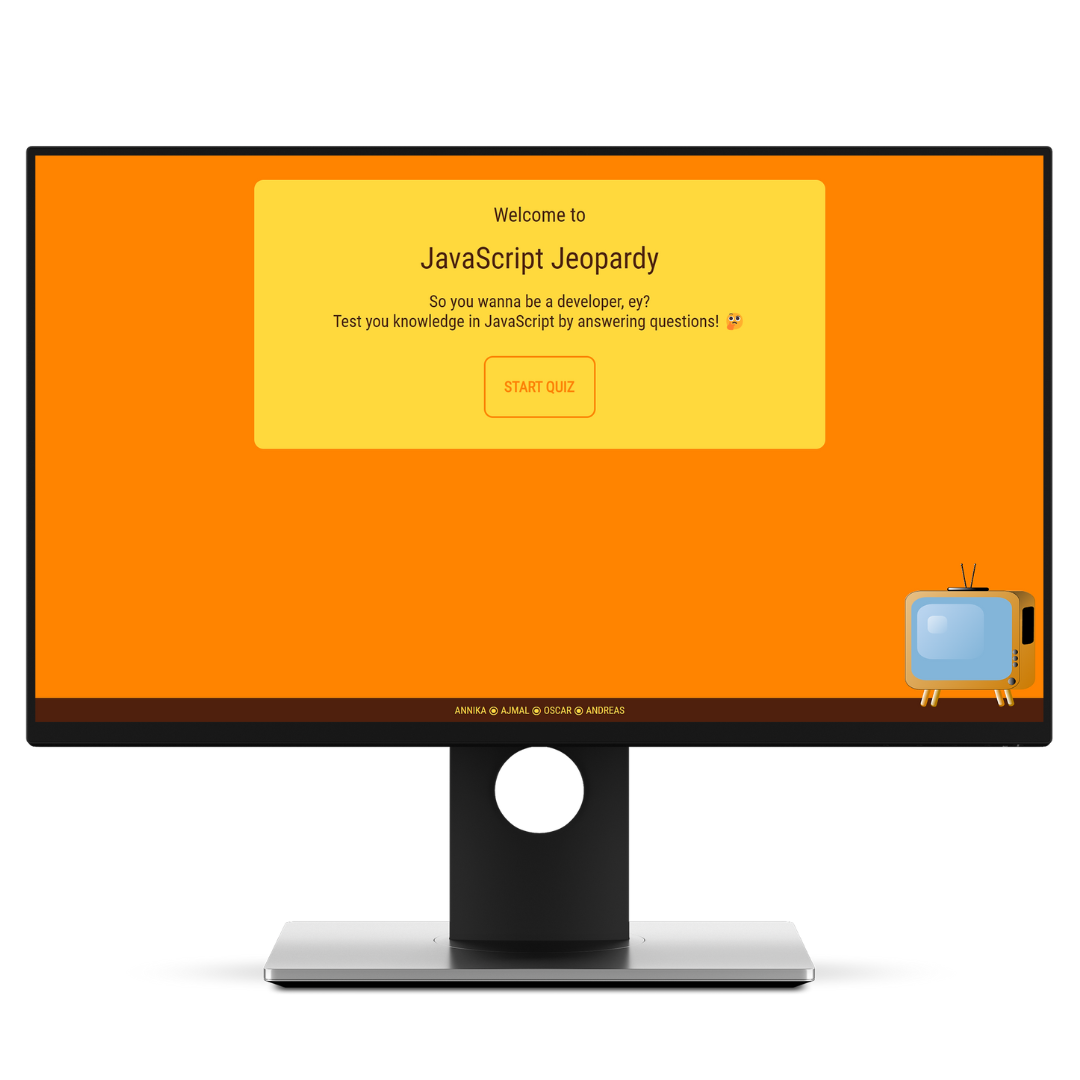 Welcome to
JavaScript Jeopardy
So you wanna be a developer, ey?
Test you knowledge in JavaScript by answering questions! 🤔
START QUIZ
ANNIKA ◉ AJMAL ◉ OSCAR ◉ ANDREAS